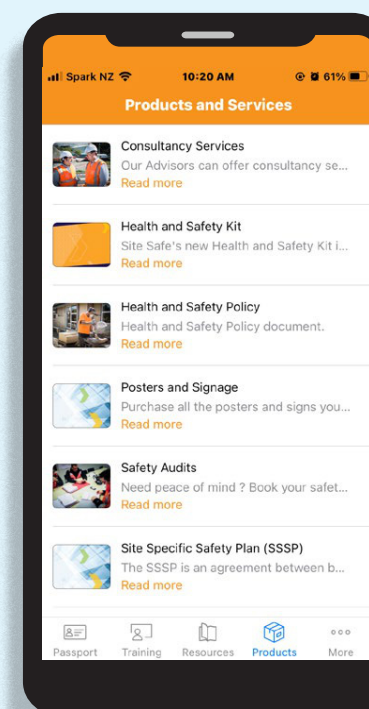 Spark NZ 10:20 AM 61%
Products and Services
Consultancy Services
Our Advisors can offer consultancy se...
Read more
Health and Safety Kit
Site Safe's new Health and Safety Kit i...
Read more
Health and Safety Policy
Health and Safety Policy document.
Read more
Posters and Signage
Purchase all the posters and signs you...
Read more
Safety Audits
Need peace of mind ? Book your safet...
Read more
Site Specific Safety Plan (SSSP)
The SSSP is an agreement between b...
Read more
Passport Training Resources Products More